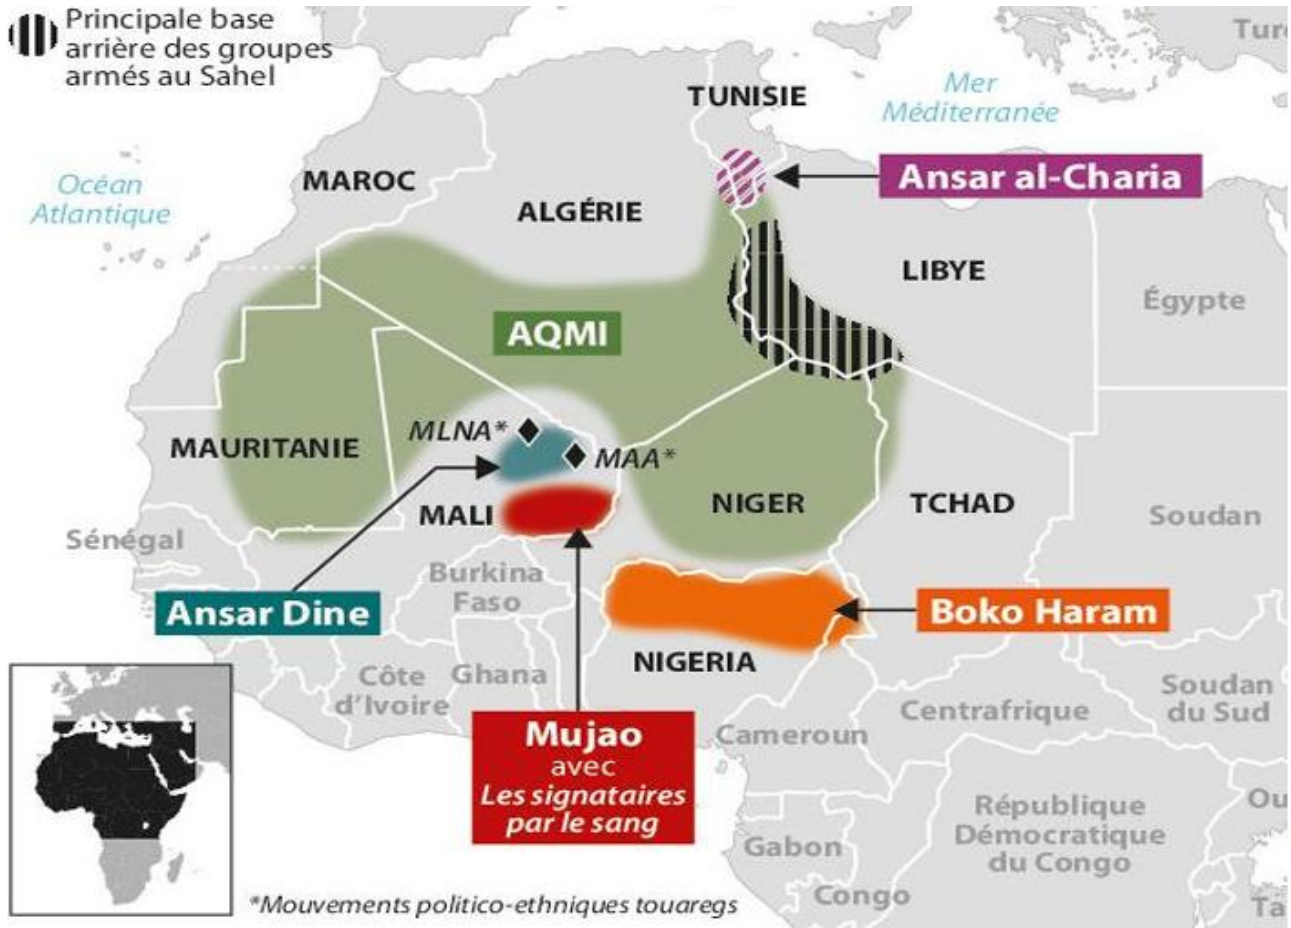 Principale base
arrière des groupes
armés au Sahel
Turq
TUNISIE
Mer
Méditerranée
MAROC
Ansar al-Charia
Océan
Atlantique
ALGÉRIE
LIBYE
Égypte
AQMI
MLNA*
MAURITANIE
MAA*
NIGER
TCHAD
MALI
Soudan
Sénégal
Burkina
Faso
Ansar Dine
Boko Haram
NIGERIA
Côte
d'Ivoire
Ghana
Soudan
du Sud
Centrafrique
Cameroun
Mujao
avec
Les signataires
par le sang
République
Démocratique
du Congo
Ou
Gabon
Congo
Ta
*Mouvements politico-ethniques touaregs